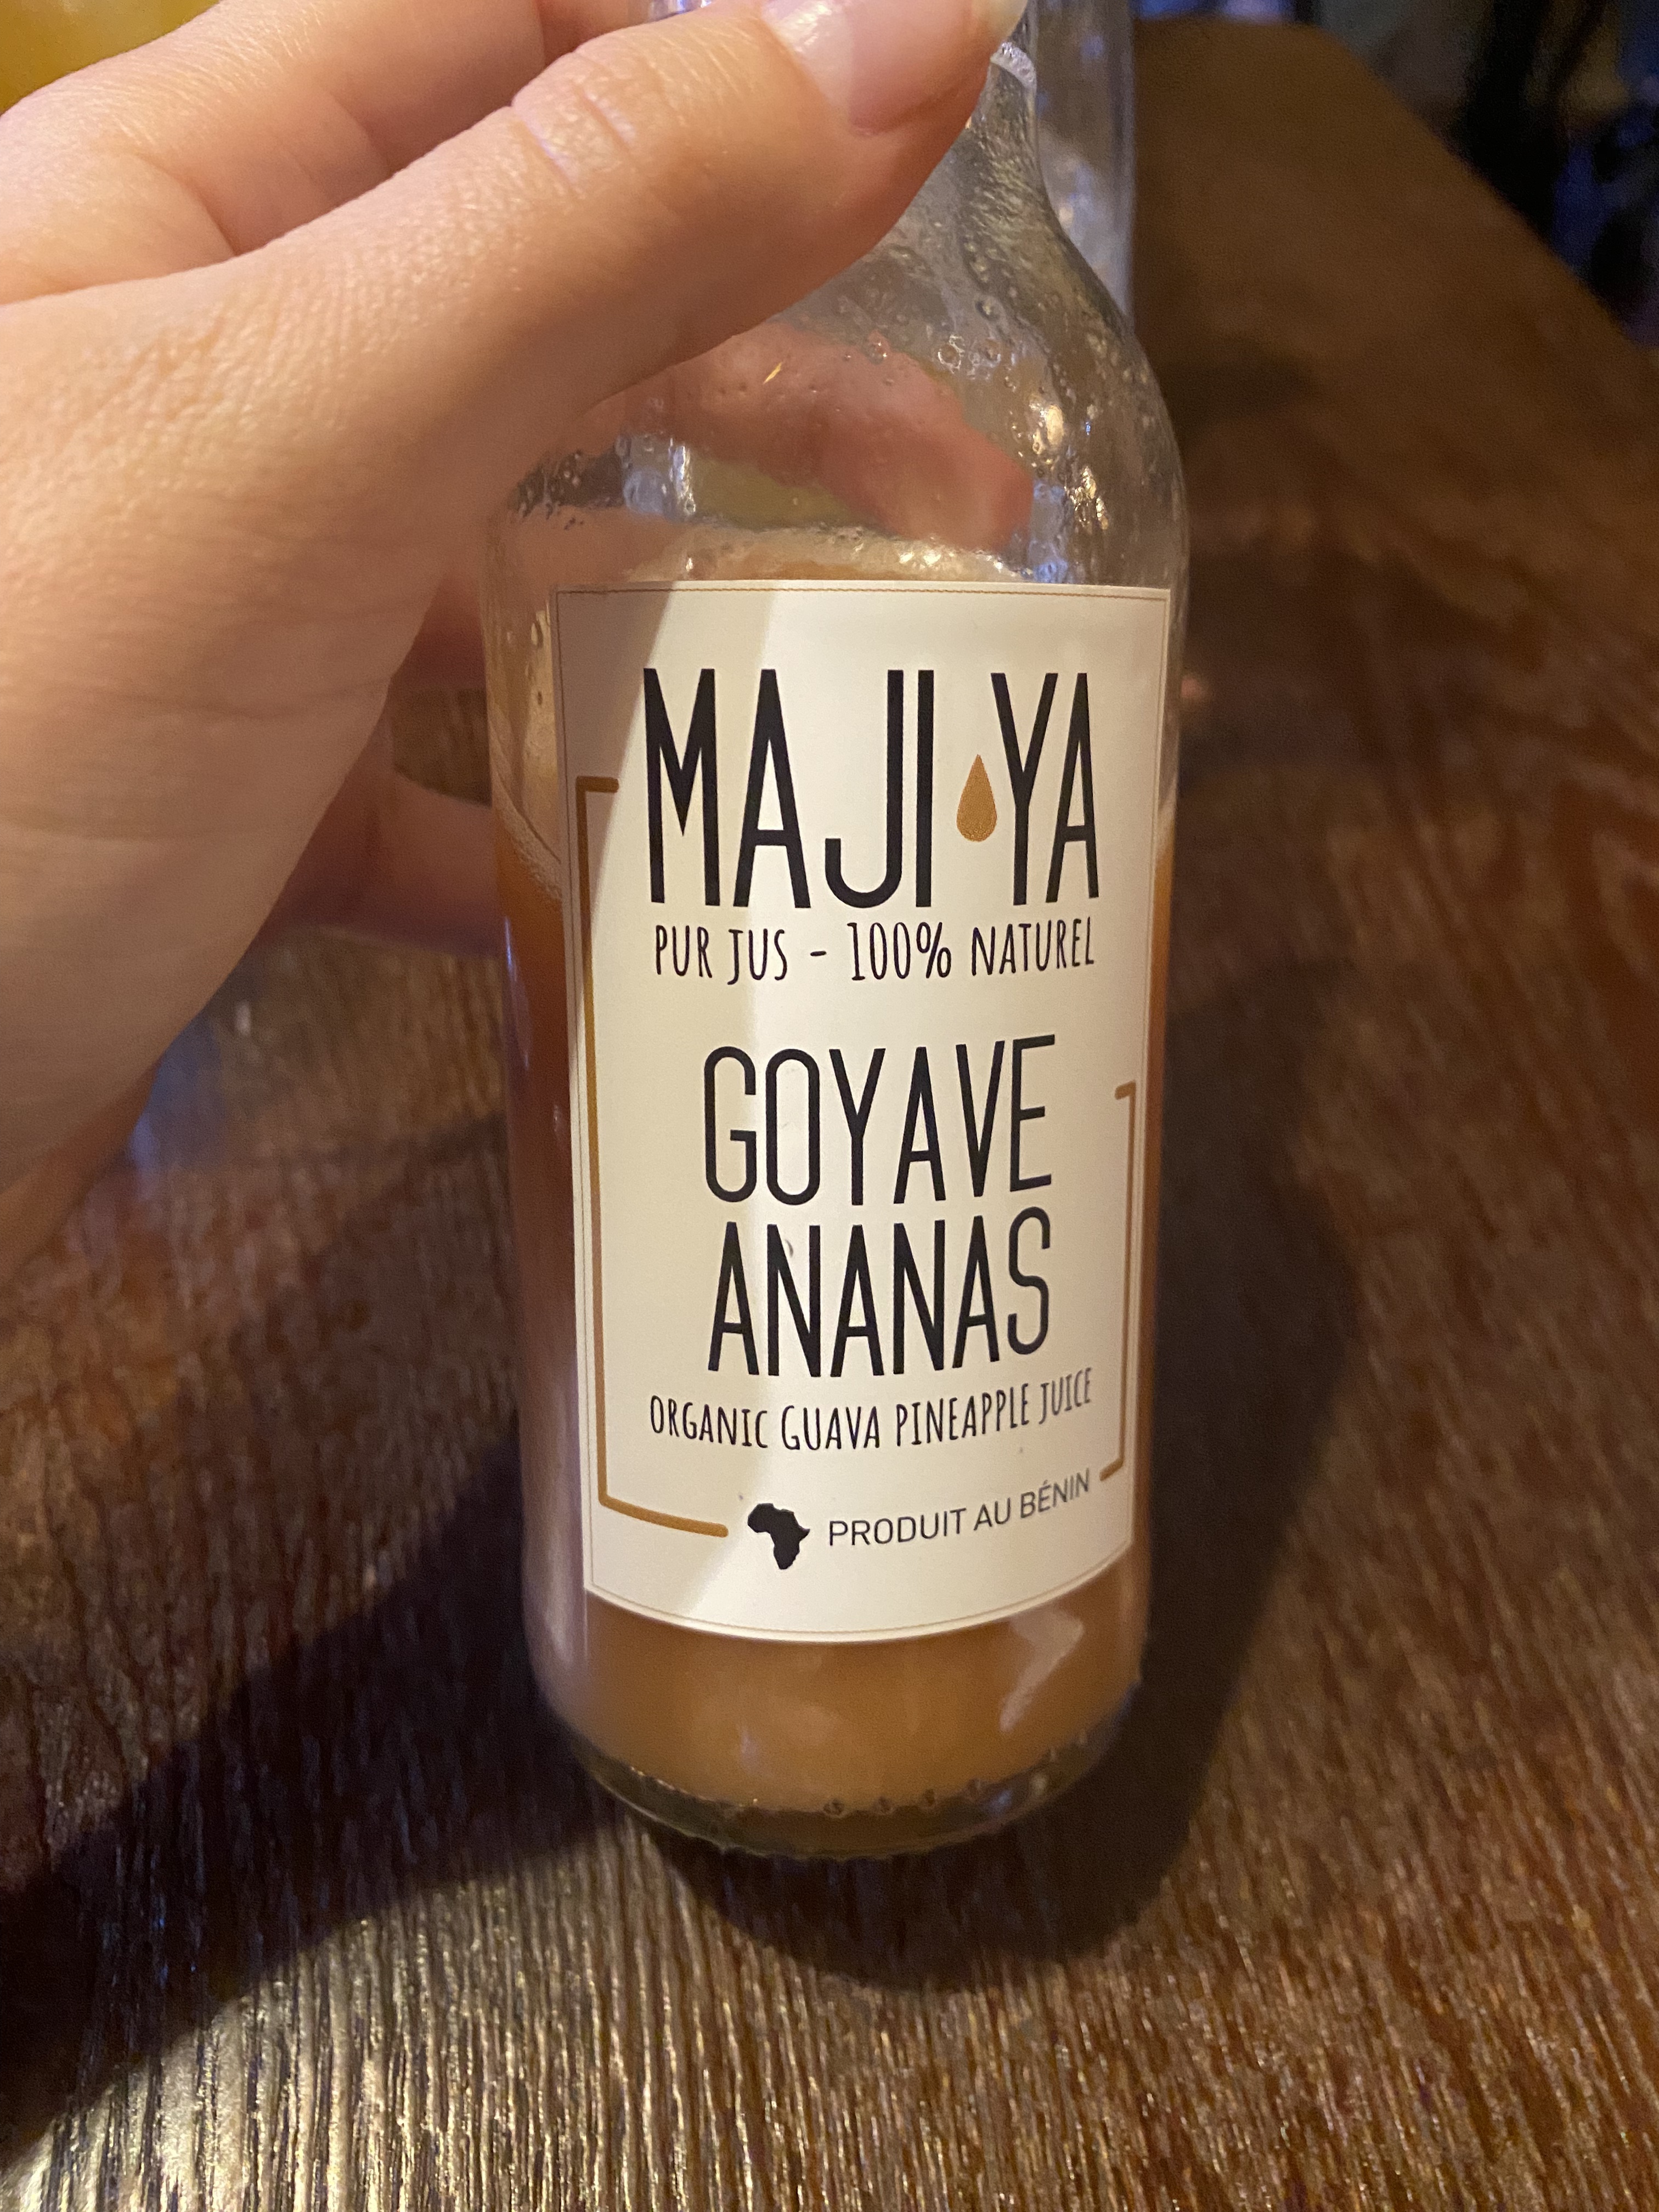 MAJI YA
PUR JUS - 100% NATUREL
GOYAVE
ANANAS
ORGANIC GUAVA PINEAPPLE JUICE
PRODUIT AU BÉNIN